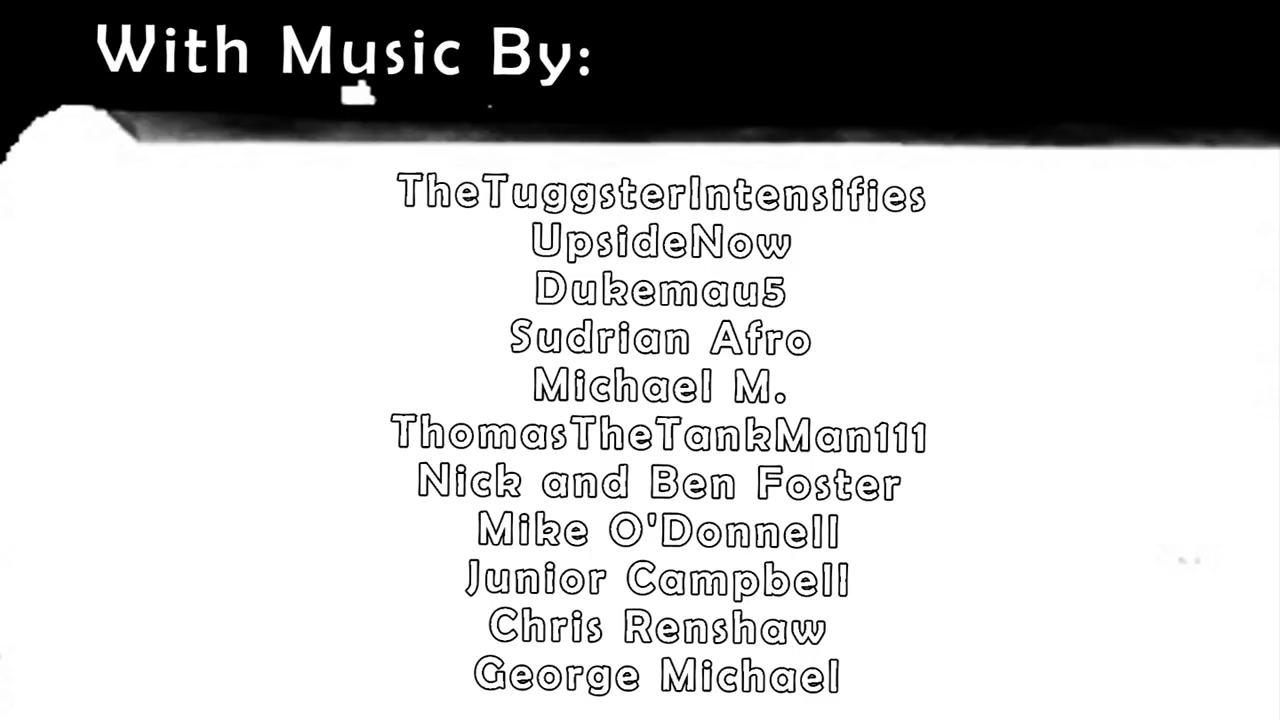 With Music By:
TheTuggsterIntensifies
UpsideNow
Dukemau5
Sudrian Afro
Michael M.
ThomasTheTankMan111
Nick and Ben Foster
Mike O'Donnell
Junior Campbell
Chris Renshaw
George Michael